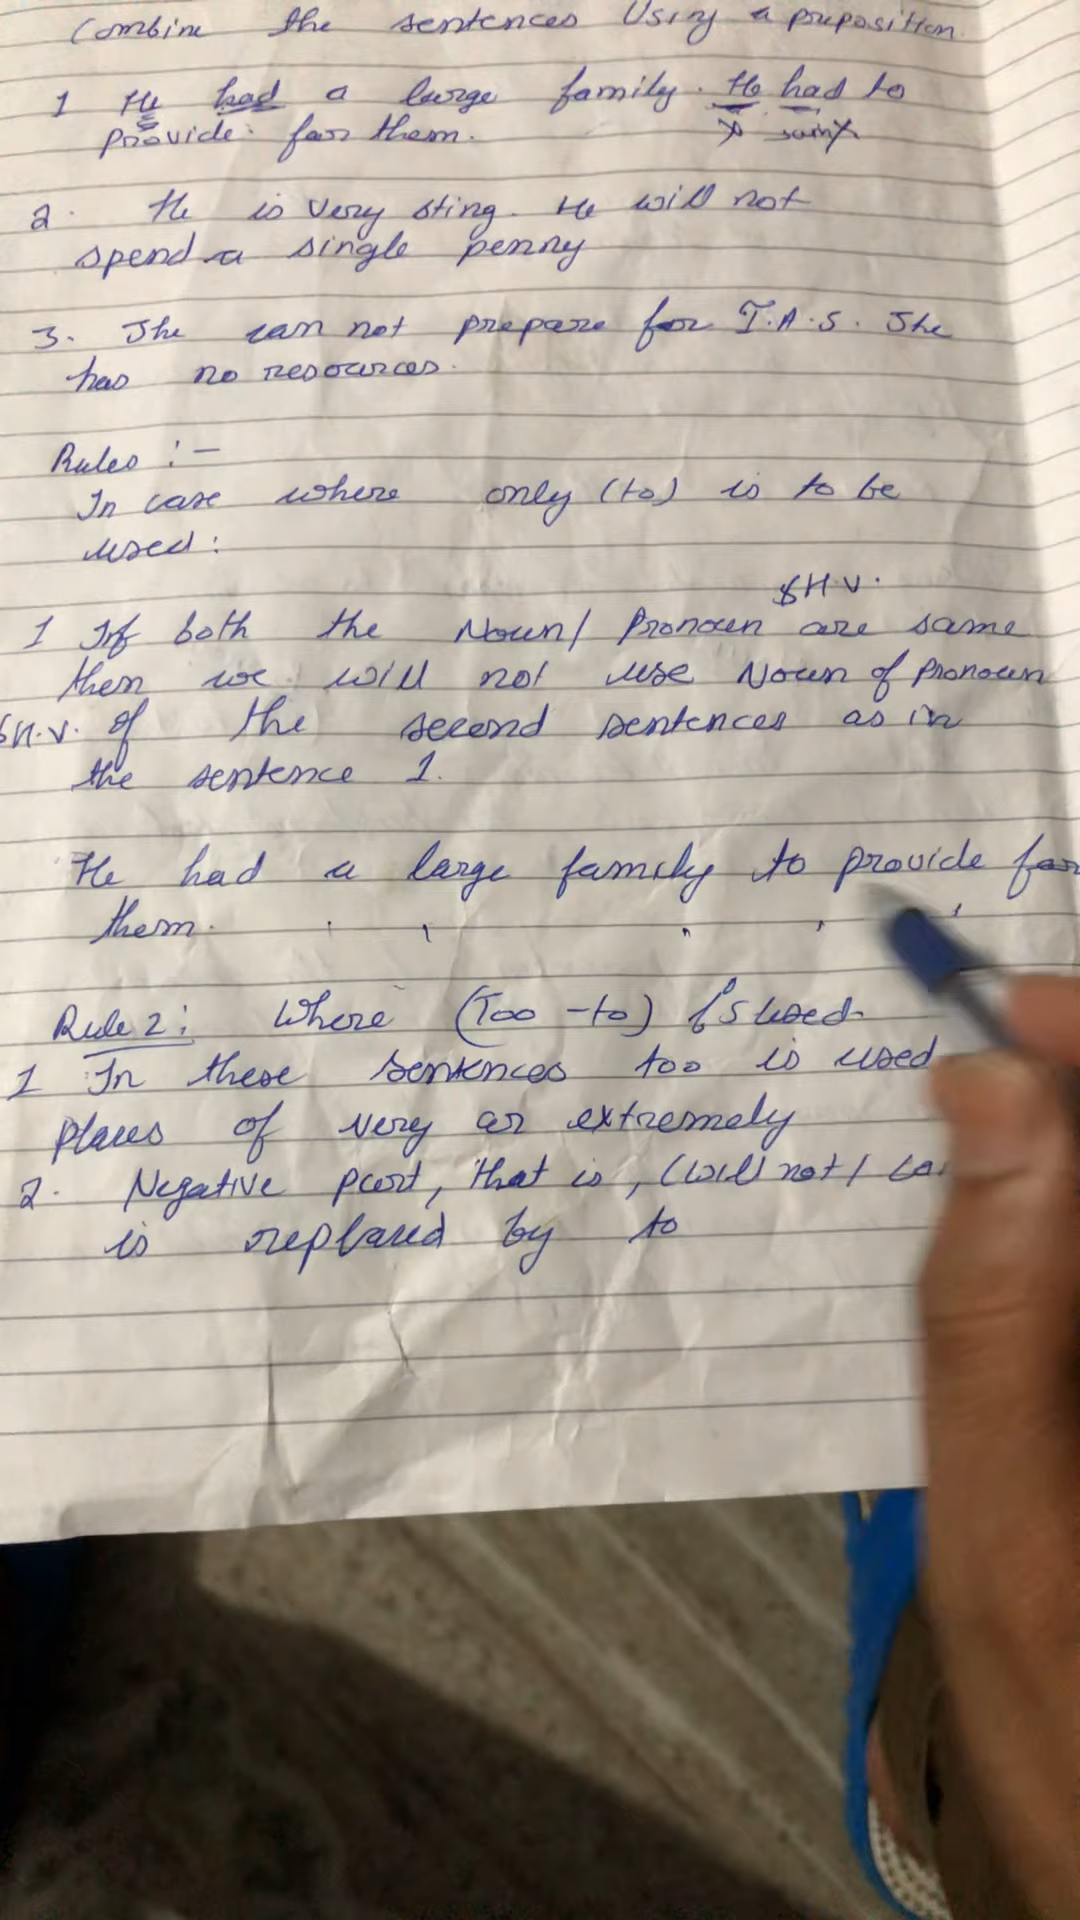 Combine the sentences Using a preposition
1 He had a large family. He had to
provide for them.
2. He is very sting. He will not
spend a single penny
3. She can not prepare for I.A.S. She
has no resources.
Rules :-
In case where only (to) is to be
used:
$H.V.
1 If both the Noun/ Pronoun are same
then we will not use Noun of Pronoun
$H.V. of the second sentences as in
the sentence 1.
He had a large family to provide for
them.
Rule 2: Where (Too - to) is used
1 In these sentences too is used
places of very or extremely
2. Negative part, that is, (will not /
is replaced by to